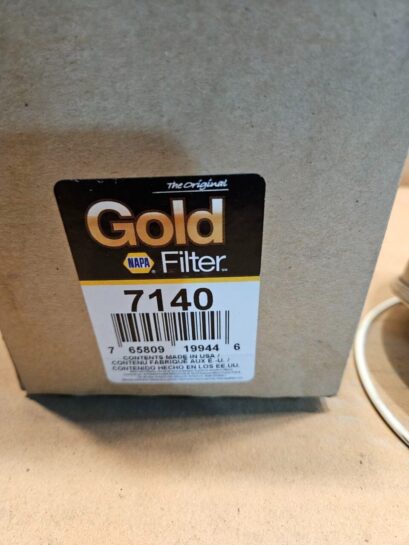 The Original
Gold
NAPA Filter
7140
7 65809 19944 6
CONTENTS MADE IN USA /
CONTENU FABRIQUE AUX E.-U. /
CONTENIDO HECHO EN LOS EE.UU.